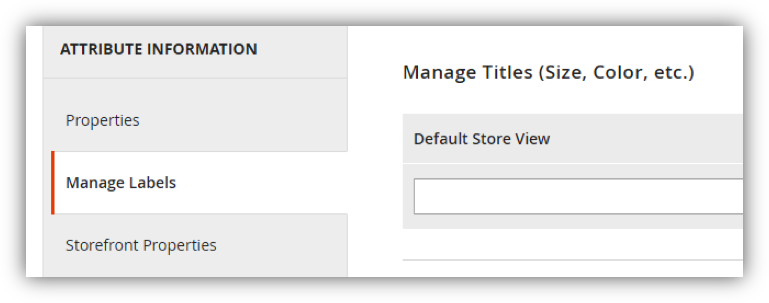 ATTRIBUTE INFORMATION
Properties
Manage Labels
Storefront Properties
Manage Titles (Size, Color, etc.)
Default Store View